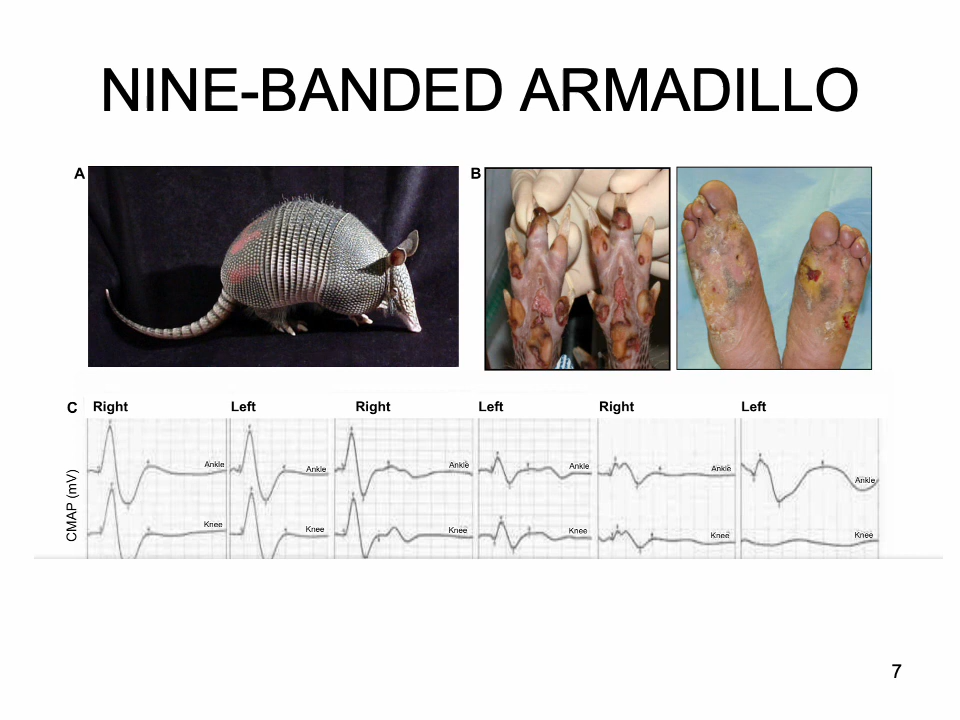 NINE-BANDED ARMADILLO
A B
C Right Left Right Left Right Left
CMAP (mV)
Ankle Ankle Ankle Ankle Ankle Ankle
Knee Knee Knee Knee Knee Knee
7